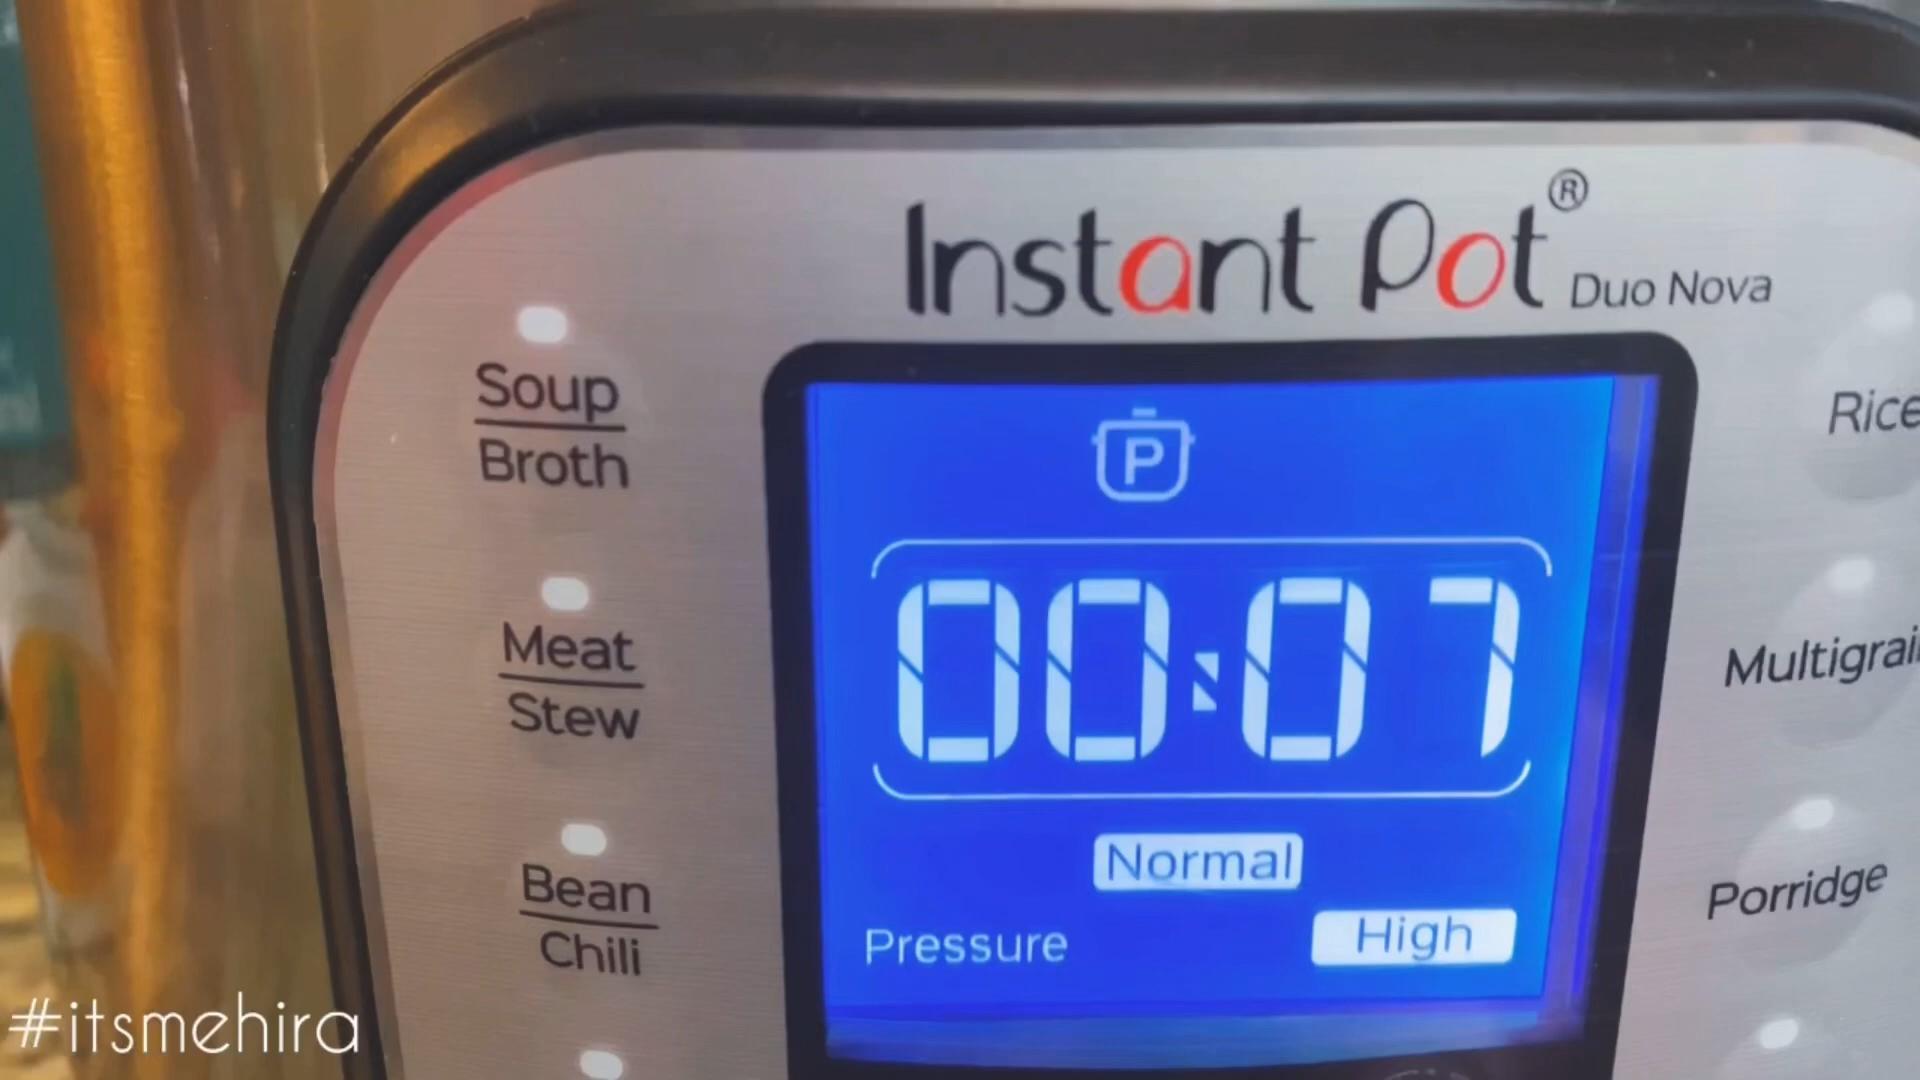 Instant Pot® Duo Nova
Soup
Broth
Meat
Stew
Bean
Chili
P
00:07
Normal
Pressure High
Rice
Multigrai
Porridge
#itsmehira